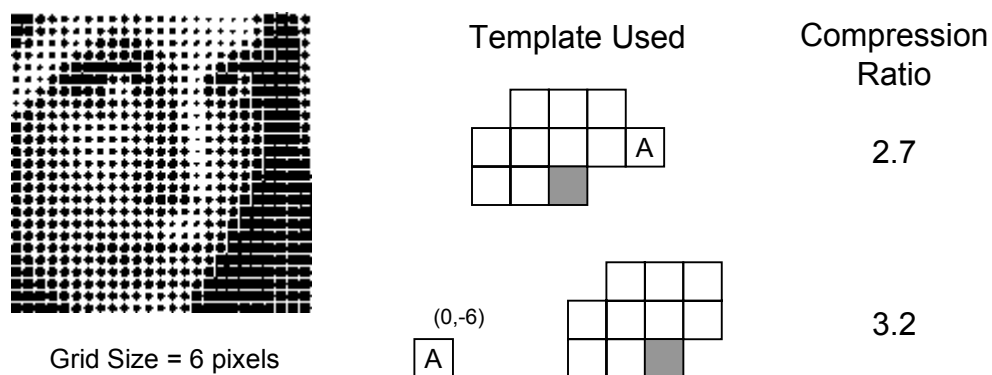 Template Used
Compression
Ratio
A
2.7
(0,-6)
A
3.2
Grid Size = 6 pixels